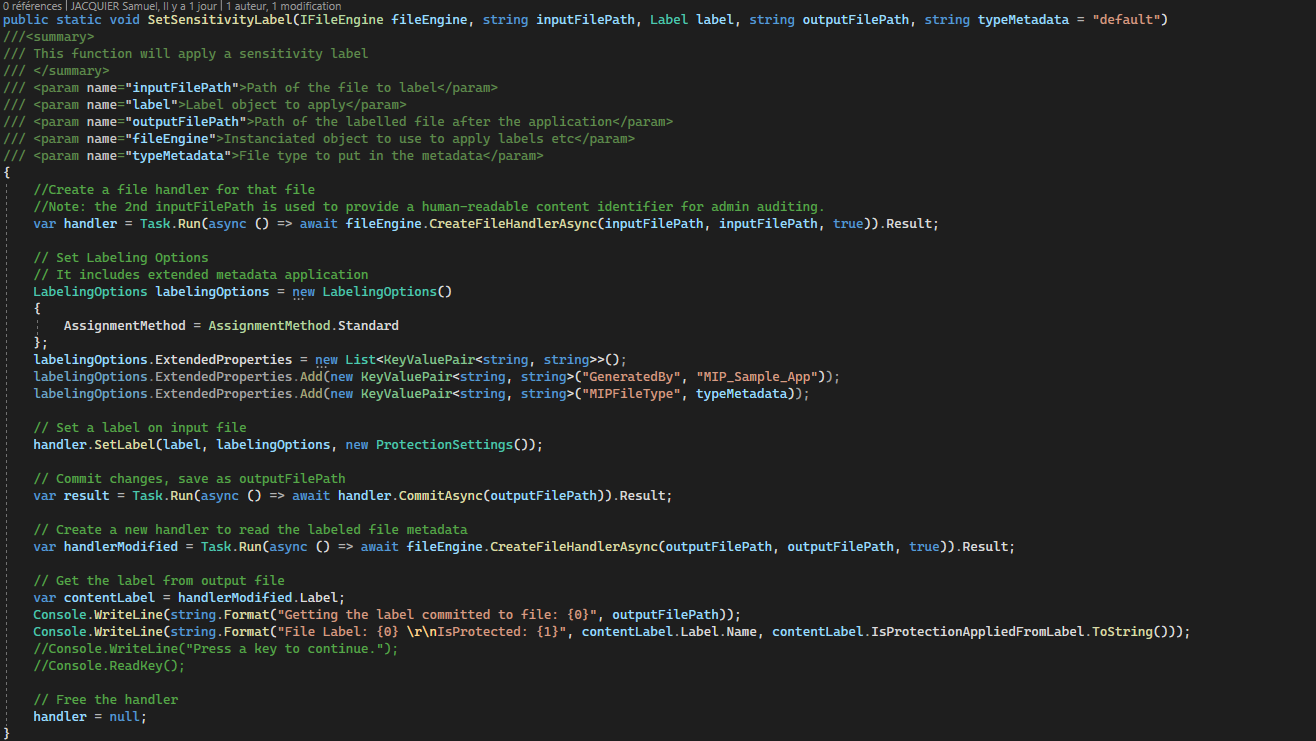 0 références | JACQUIER Samuel, Il y a 1 jour | 1 auteur, 1 modification
public static void SetSensitivityLabel(IFileEngine fileEngine, string inputFilePath, Label label, string outputFilePath, string typeMetadata = "default")
///<summary>
/// This function will apply a sensitivity label
/// </summary>
/// <param name="inputFilePath">Path of the file to label</param>
/// <param name="label">Label object to apply</param>
/// <param name="outputFilePath">Path of the labelled file after the application</param>
/// <param name="fileEngine">Instanciated object to use to apply labels etc</param>
/// <param name="typeMetadata">File type to put in the metadata</param>
{
    //Create a file handler for that file
    //Note: the 2nd inputFilePath is used to provide a human-readable content identifier for admin auditing.
    var handler = Task.Run(async () => await fileEngine.CreateFileHandlerAsync(inputFilePath, inputFilePath, true)).Result;

    // Set Labeling Options
    // It includes extended metadata application
    LabelingOptions labelingOptions = new LabelingOptions()
    {
        AssignmentMethod = AssignmentMethod.Standard
    };
    labelingOptions.ExtendedProperties = new List<KeyValuePair<string, string>>();
    labelingOptions.ExtendedProperties.Add(new KeyValuePair<string, string>("GeneratedBy", "MIP_Sample_App"));
    labelingOptions.ExtendedProperties.Add(new KeyValuePair<string, string>("MIPFileType", typeMetadata));

    // Set a label on input file
    handler.SetLabel(label, labelingOptions, new ProtectionSettings());

    // Commit changes, save as outputFilePath
    var result = Task.Run(async () => await handler.CommitAsync(outputFilePath)).Result;

    // Create a new handler to read the labeled file metadata
    var handlerModified = Task.Run(async () => await fileEngine.CreateFileHandlerAsync(outputFilePath, outputFilePath, true)).Result;

    // Get the label from output file
    var contentLabel = handlerModified.Label;
    Console.WriteLine(string.Format("Getting the label committed to file: {0}", outputFilePath));
    Console.WriteLine(string.Format("File Label: {0} \r\nIsProtected: {1}", contentLabel.Label.Name, contentLabel.IsProtectionAppliedFromLabel.ToString()));
    //Console.WriteLine("Press a key to continue.");
    //Console.ReadKey();

    // Free the handler
    handler = null;
}